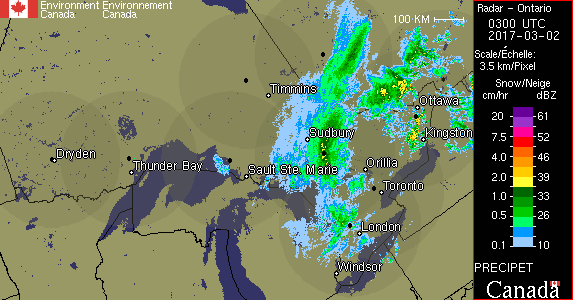 Environment Environnement
Canada Canada
100 KM
Radar - Ontario
0300 UTC
2017-03-02
Scale/Échelle:
3.5 km/Pixel
Snow/Neige
cm/hr dBZ
20 61
7.5 52
4.0 46
2.0 39
1.0 33
0.5 26
0.1 10
Timmins
Ottawa
Sudbury
Kingston
Dryden
Thunder Bay
Sault Ste. Marie
Orillia
Toronto
London
Windsor
PRECIPET
Canada